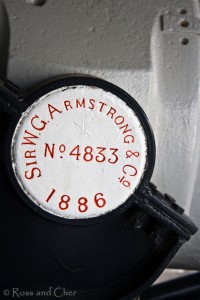 Sir W.G. Armstrong & Co.
No 4833
1886
© Ross and Cher